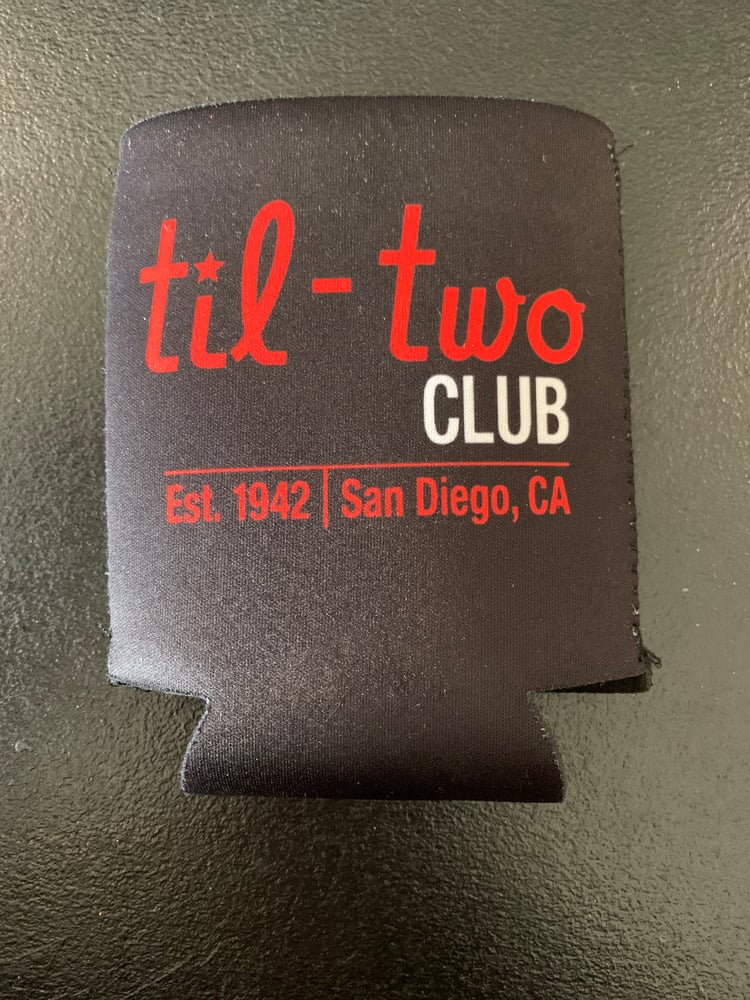 til-two
CLUB
Est. 1942 | San Diego, CA